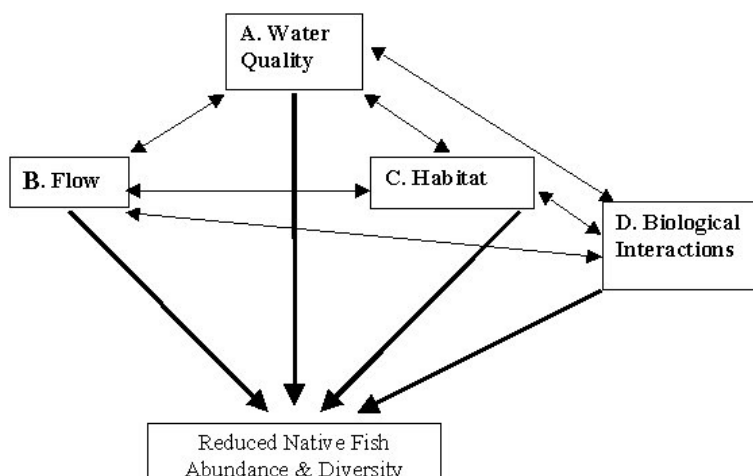 A. Water
Quality
B. Flow
C. Habitat
D. Biological
Interactions
Reduced Native Fish
Abundance & Diversity